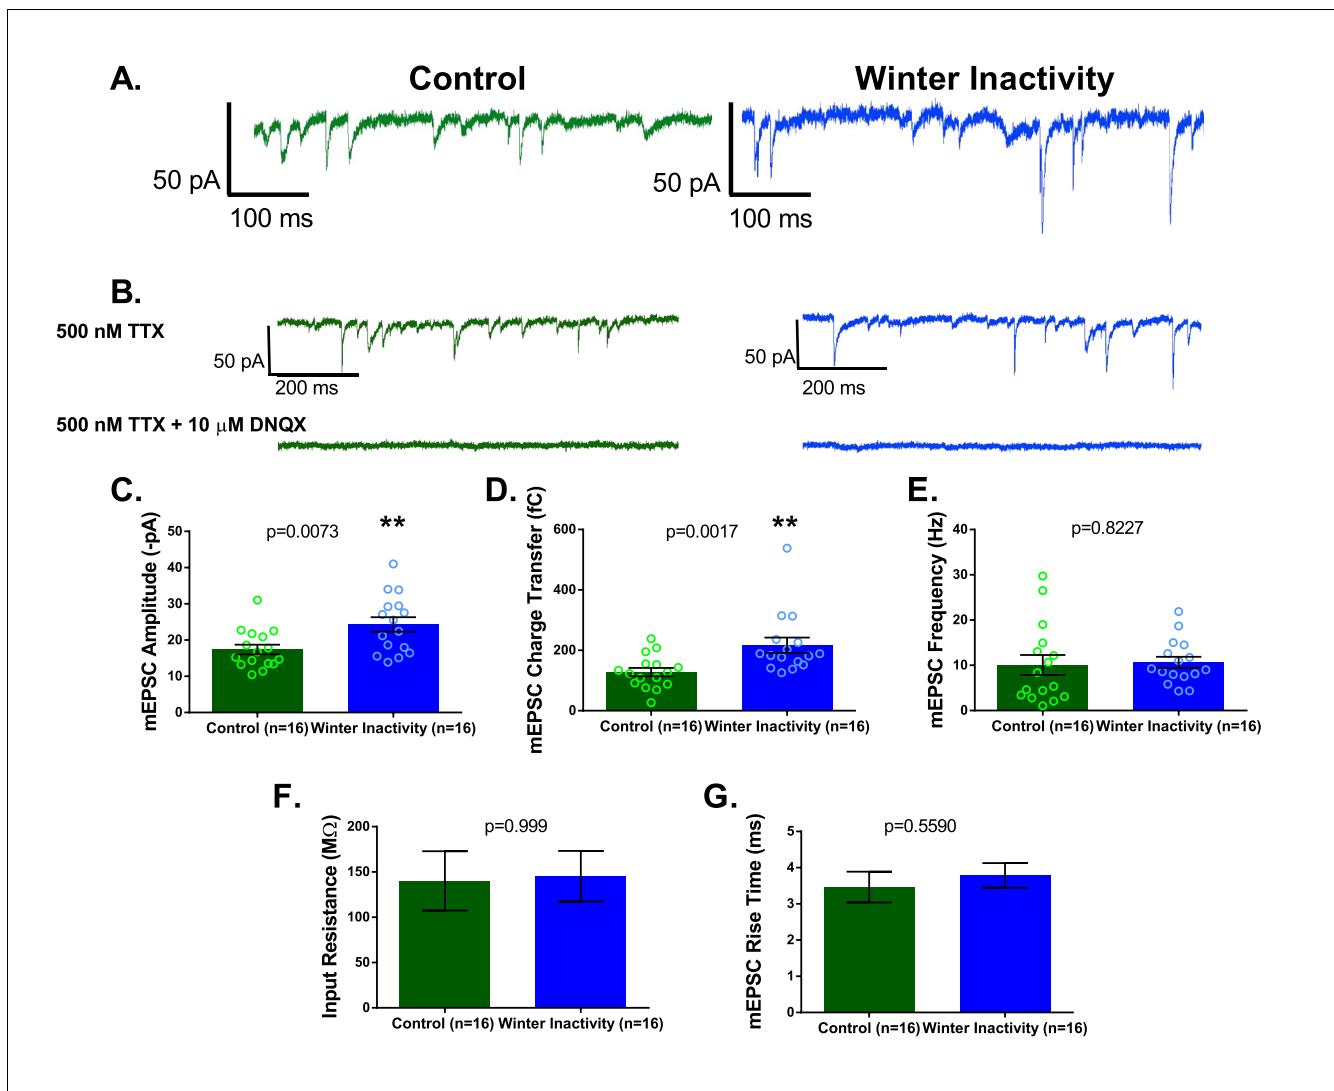 A. Control Winter Inactivity
50 pA
100 ms
50 pA
100 ms
B.
500 nM TTX
50 pA
200 ms
50 pA
200 ms
500 nM TTX + 10 μM DNQX
C.
mEPSC Amplitude (-pA)
50
40
30
20
10
0
p=0.0073
**
Control (n=16) Winter Inactivity (n=16)
D.
mEPSC Charge Transfer (fC)
600
400
200
0
p=0.0017
**
Control (n=16) Winter Inactivity (n=16)
E.
mEPSC Frequency (Hz)
40
30
20
10
0
p=0.8227
Control (n=16) Winter Inactivity (n=16)
F.
Input Resistance (MΩ)
200
150
100
50
0
p=0.999
Control (n=16) Winter Inactivity (n=16)
G.
mEPSC Rise Time (ms)
5
4
3
2
1
0
p=0.5590
Control (n=16) Winter Inactivity (n=16)